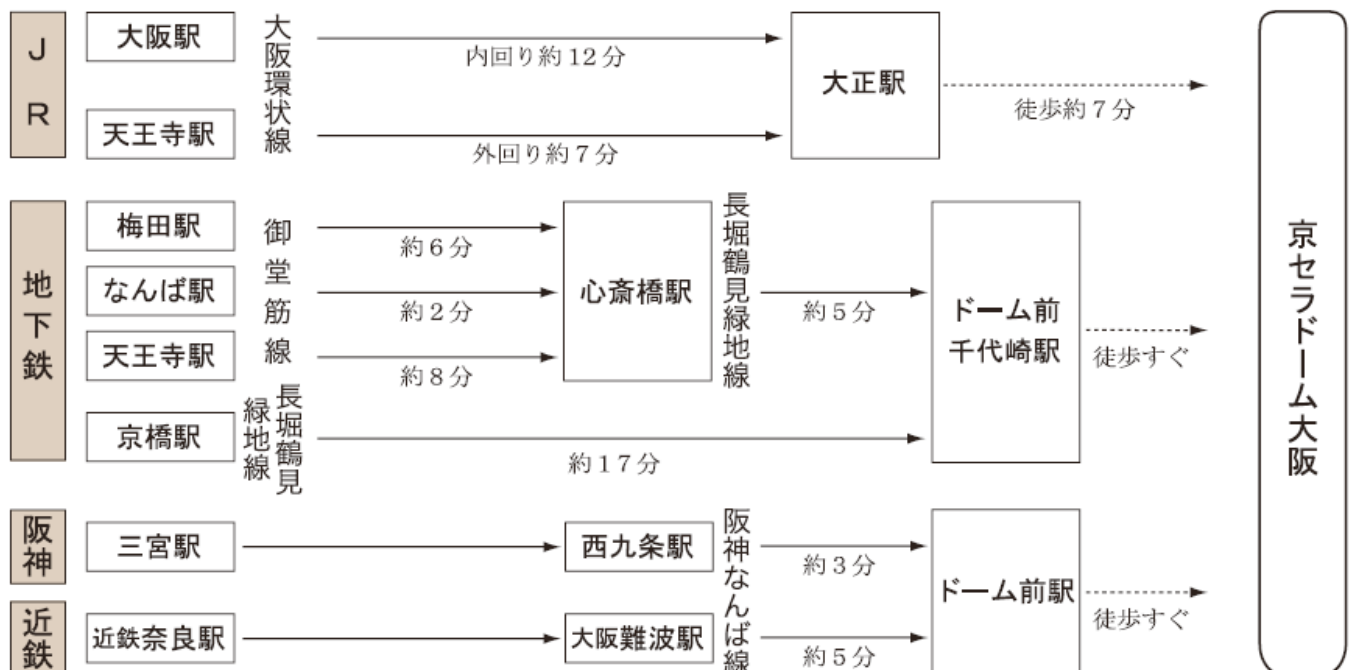 JR
大阪駅
大阪環状線
内回り約12分
大正駅
徒歩約7分
天王寺駅
外回り約7分
地下鉄
梅田駅
御堂筋線
約6分
なんば駅
約2分
天王寺駅
約8分
心斎橋駅
長堀鶴見緑地線
約5分
ドーム前
千代崎駅
徒歩すぐ
京橋駅
長堀鶴見
緑地線
約17分
阪神
三宮駅
西九条駅
阪神なんば線
約3分
ドーム前駅
徒歩すぐ
近鉄
近鉄奈良駅
大阪難波駅
約5分
京セラドーム大阪